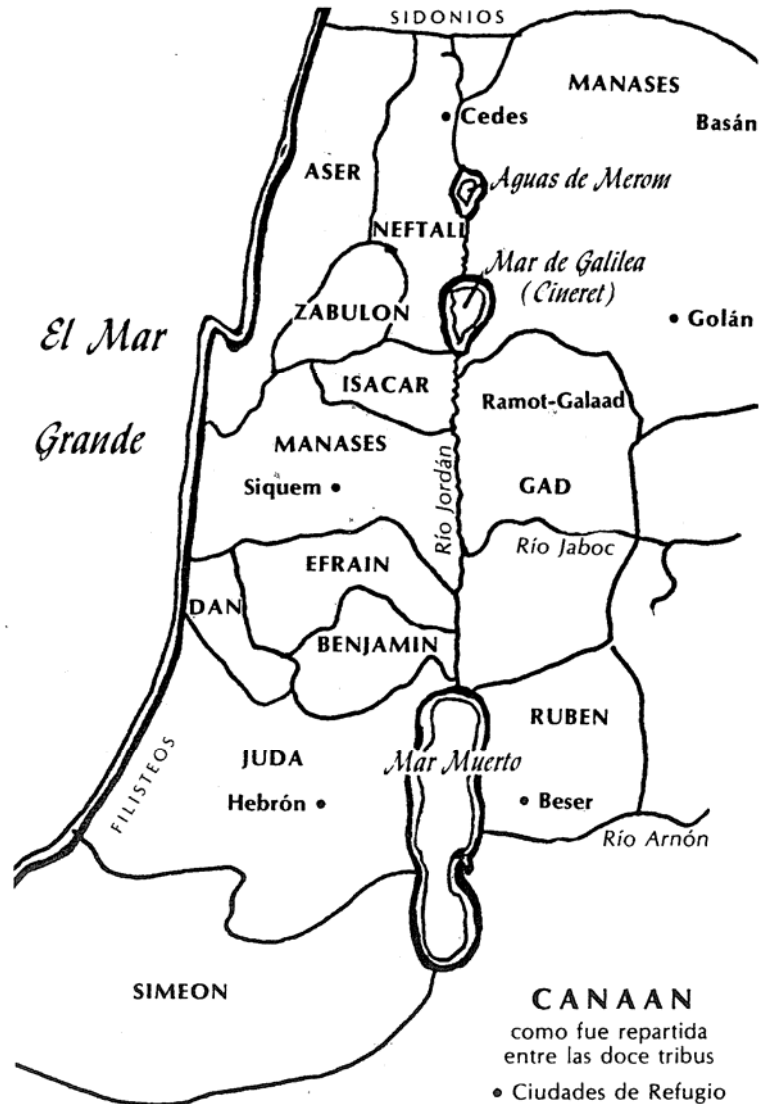 SIDONIOS
MANASES
Cedes
Basán
ASER
Aguas de Merom
NEFTALI
Mar de Galilea
(Cineret)
ZABULON
Golán
El Mar
Grande
ISACAR
Ramot-Galaad
MANASES
Siquem
GAD
Río Jordán
Río Jaboc
EFRAIN
DAN
BENJAMIN
RUBEN
JUDA
Mar Muerto
FILISTEOS
Hebrón
Beser
Río Arnón
SIMEON
CANAAN
como fue repartida
entre las doce tribus
• Ciudades de Refugio